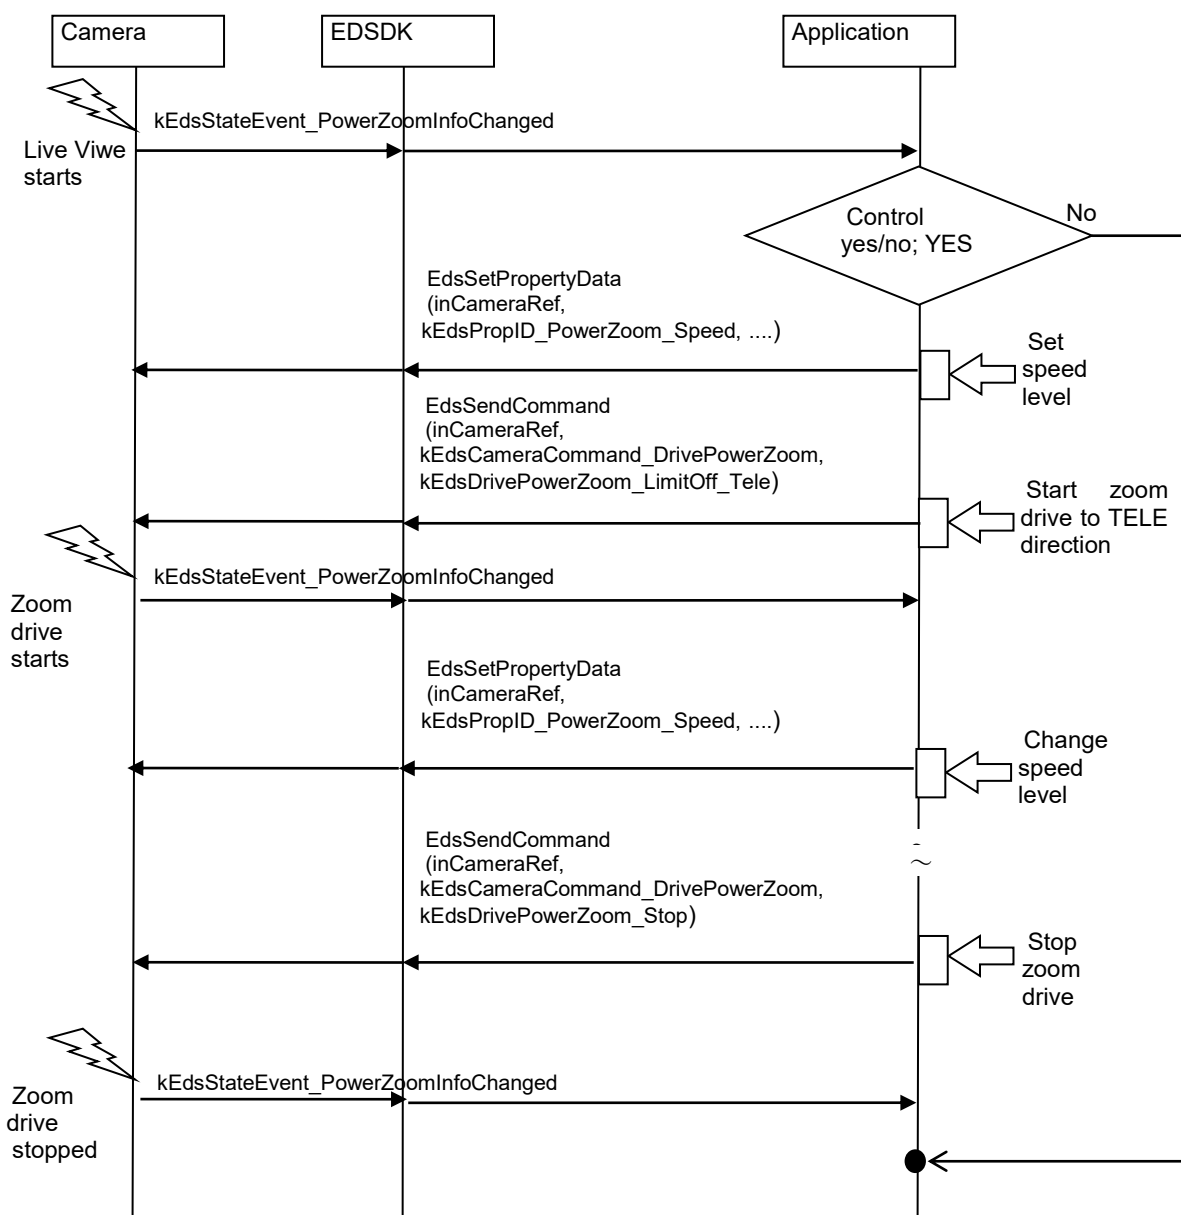 Camera
EDSDK
Application
kEdsStateEvent_PowerZoomInfoChanged
Live Viwe
starts
Control
yes/no; YES
No
EdsSetPropertyData
(inCameraRef,
kEdsPropID_PowerZoom_Speed, ....)
Set
speed
level
EdsSendCommand
(inCameraRef,
kEdsCameraCommand_DrivePowerZoom,
kEdsDrivePowerZoom_LimitOff_Tele)
Start zoom
drive to TELE
direction
kEdsStateEvent_PowerZoomInfoChanged
Zoom
drive
starts
EdsSetPropertyData
(inCameraRef,
kEdsPropID_PowerZoom_Speed, ....)
Change
speed
level
EdsSendCommand
(inCameraRef,
kEdsCameraCommand_DrivePowerZoom,
kEdsDrivePowerZoom_Stop)
~
Stop
zoom
drive
kEdsStateEvent_PowerZoomInfoChanged
Zoom
drive
stopped